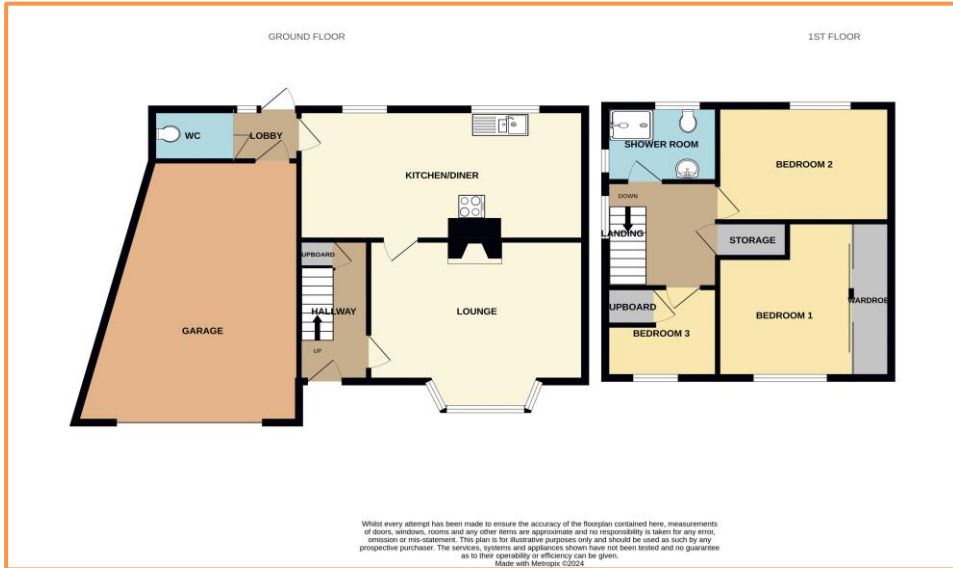 GROUND FLOOR
1ST FLOOR
WC
LOBBY
KITCHEN/DINER
UPBOARD
HALLWAY
UP
LOUNGE
GARAGE
SHOWER ROOM
BEDROOM 2
DOWN
LANDING
STORAGE
UPBOARD
BEDROOM 3
BEDROOM 1
WARDROBE
Whilst every attempt has been made to ensure the accuracy of the floorplan contained here, measurements
of doors, windows, rooms and any other items are approximate and no responsibility is taken for any error,
omission or mis-statement. This plan is for illustrative purposes only and should be used as such by any
prospective purchaser. The services, systems and appliances shown have not been tested and no guarantee
as to their operability or efficiency can be given.
Made with Metropix ©2024